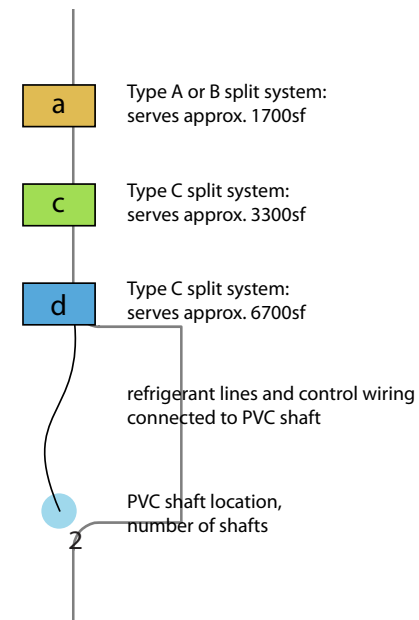 a
Type A or B split system:
serves approx. 1700sf
c
Type C split system:
serves approx. 3300sf
d
Type C split system:
serves approx. 6700sf
refrigerant lines and control wiring
connected to PVC shaft
PVC shaft location,
number of shafts
2